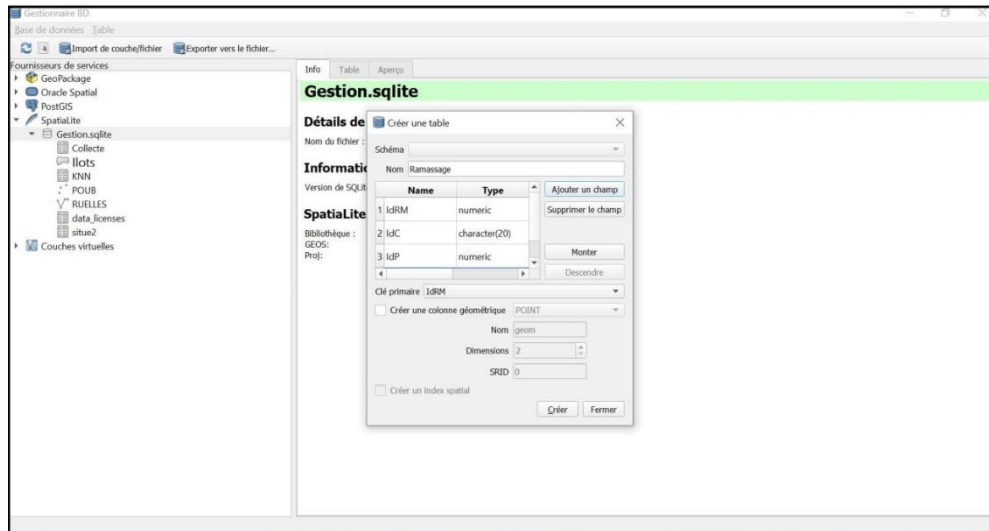 Gestionnaire BD
Base de données Table
Import de couche/fichier Exporter vers le fichier...
Fournisseurs de services
GeoPackage
Oracle Spatial
PostGIS
SpatiaLite
Gestion.sqlite
Collecte
Ilots
KNN
POUB
RUELLES
data_licenses
situe2
Couches virtuelles
Info Table Aperçu
Gestion.sqlite
Détails de
Nom du fichier :
Informatio
Version de SQLit
SpatiaLite
Bibliothèque :
GEOS:
Proj:
Créer une table
Schéma
Nom Ramassage
Name Type
1 IdRM numeric
2 IdC character(20)
3 IdP numeric
Ajouter un champ
Supprimer le champ
Monter
Descendre
Clé primaire IdRM
Créer une colonne géométrique POINT
Nom geom
Dimensions 2
SRID 0
Créer un index spatial
Créer Fermer